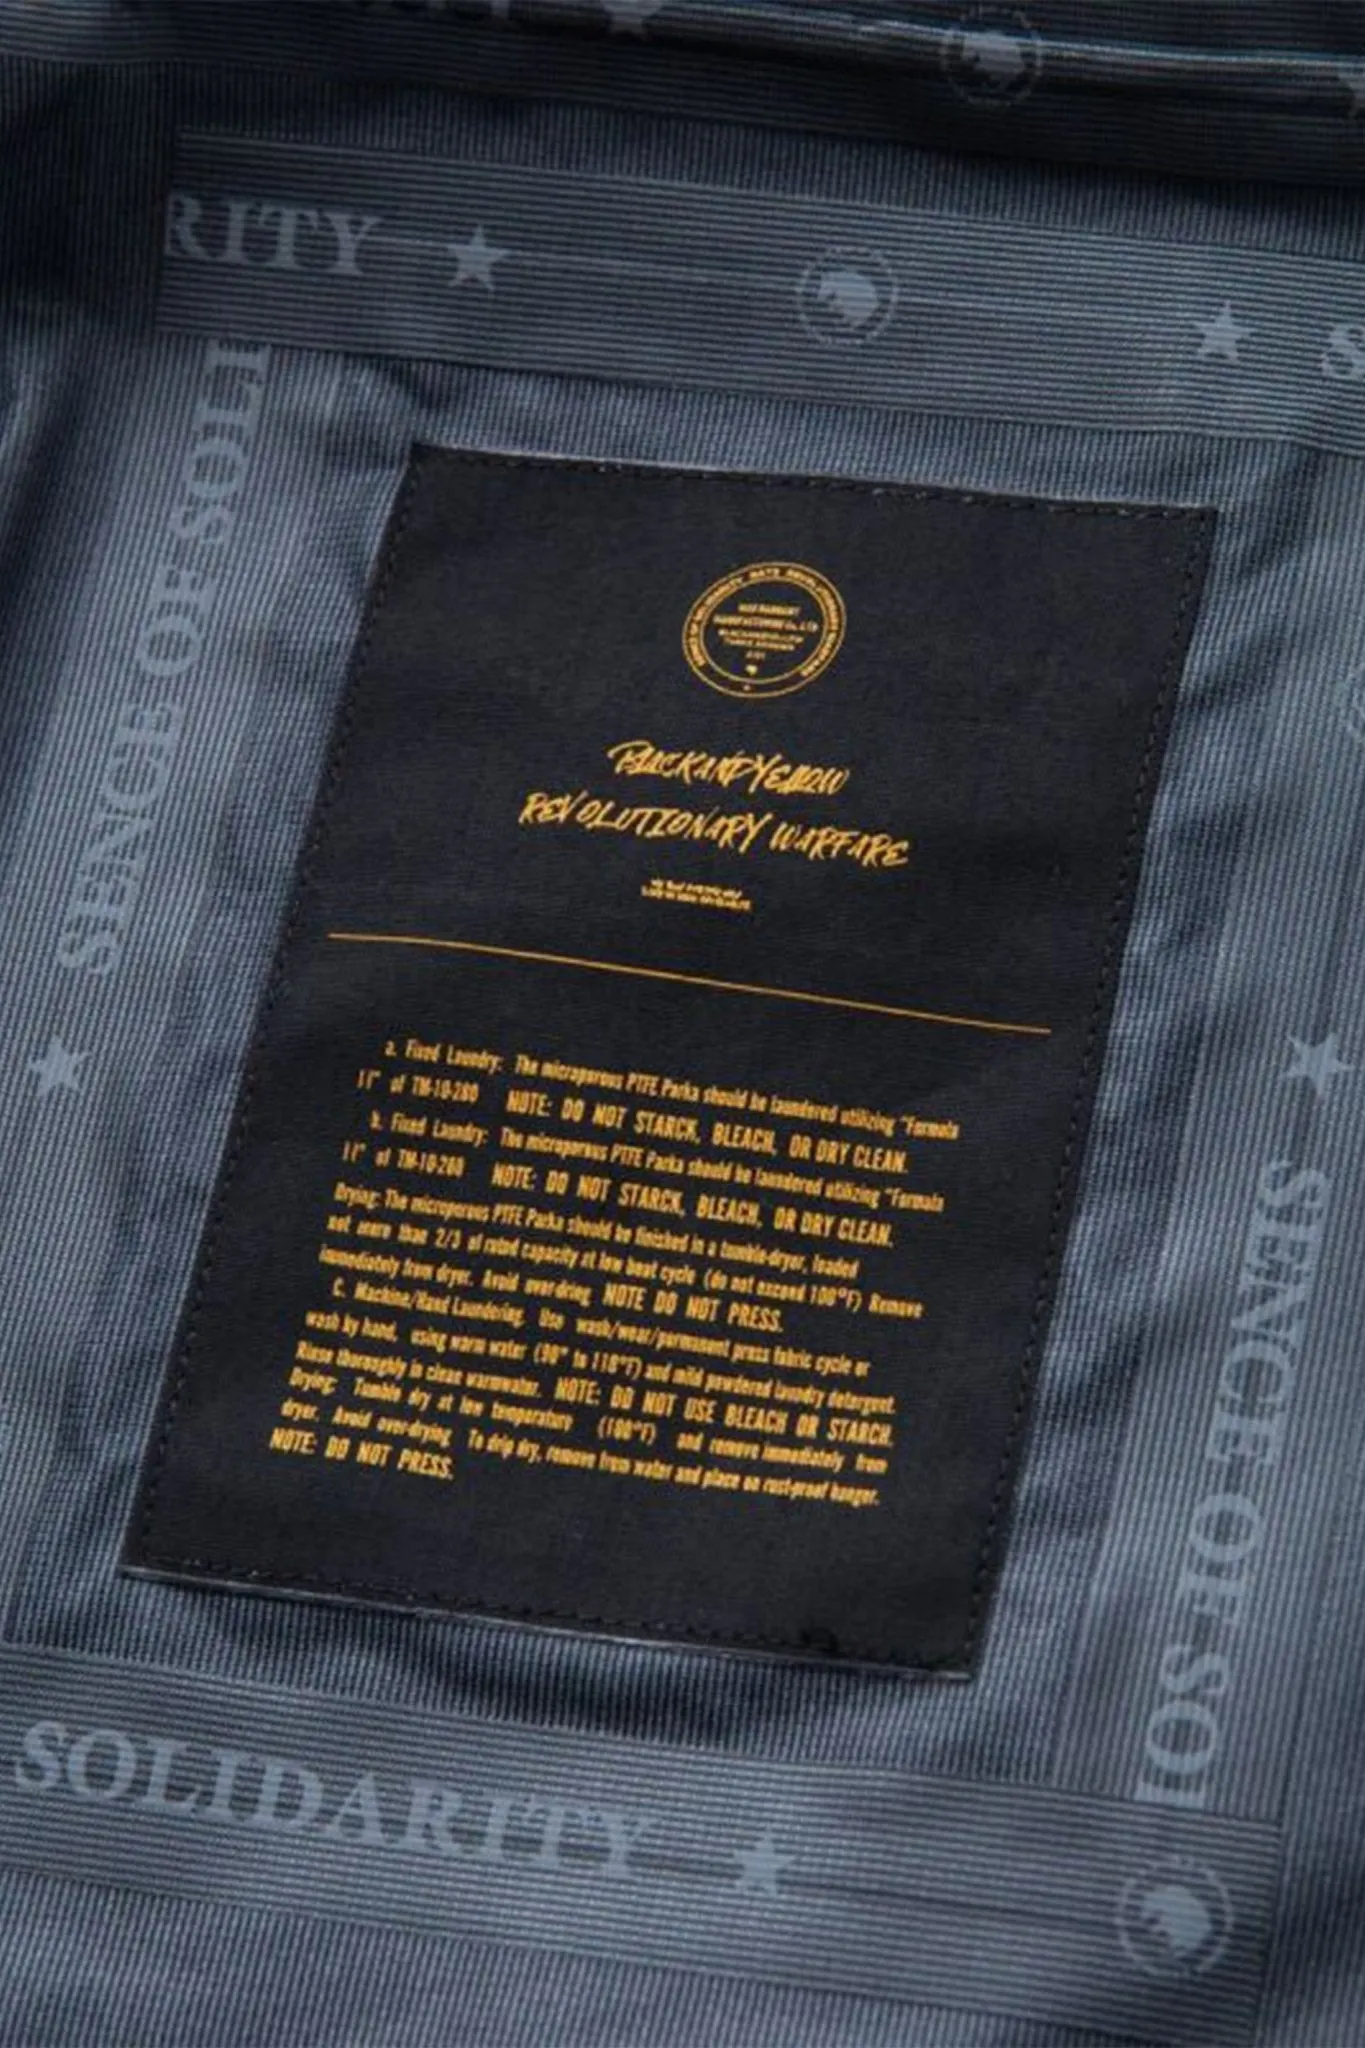 RITY
SENCE OF SOLI
BLACKANDYELLOW
REVOLUTIONARY WARFARE
a. Fixed Laundry: The microporous PTFE Parka should be laundered utilizing "Formula
II" of TM-10-280 NOTE: DO NOT STARCK, BLEACH, OR DRY CLEAN.
b. Fixed Laundry: The microporous PTFE Parka should be laundered utilizing "Formula
II" of TM-10-280 NOTE: DO NOT STARCK, BLEACH, OR DRY CLEAN.
Drying: The microporous PTFE Parka should be finished in a tumble-dryer, loaded
not more than 2/3 of rated capacity at low heat cycle (do not exceed 100°F) Remove
immediately from dryer. Avoid over-drying NOTE DO NOT PRESS.
C. Machine/Hand Laundering. Use wash/wear/permanent press fabric cycle or
wash by hand, using warm water (90° to 110°F) and mild powdered laundry detergent.
Rinse thoroughly in clean warmwater. NOTE: DO NOT USE BLEACH OR STARCH.
Drying: Tumble dry at low temperature (100°F) and remove immediately from
dryer. Avoid over-drying To drip dry, remove from water and place on rust-proof hanger.
NOTE: DO NOT PRESS.
SENCE OF SO
SOLIDARITY